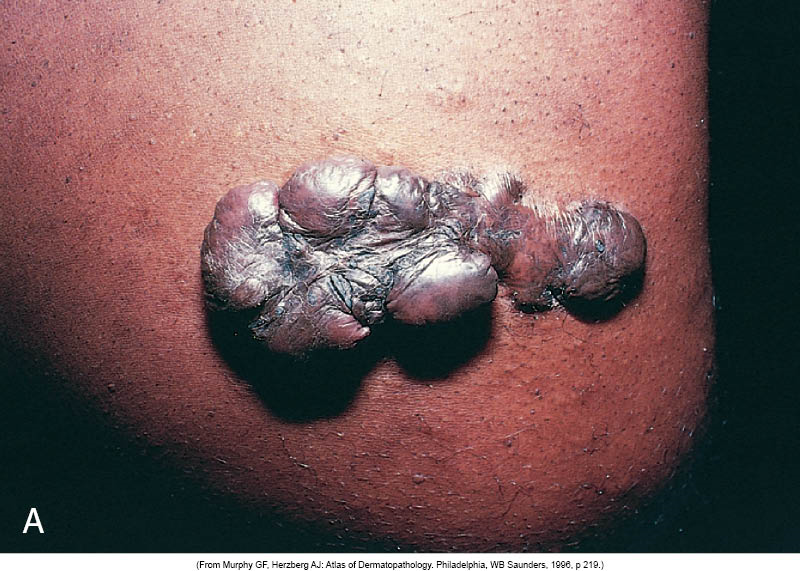 A
(From Murphy GF, Herzberg AJ: Atlas of Dermatopathology. Philadelphia, WB Saunders, 1996, p 219.)